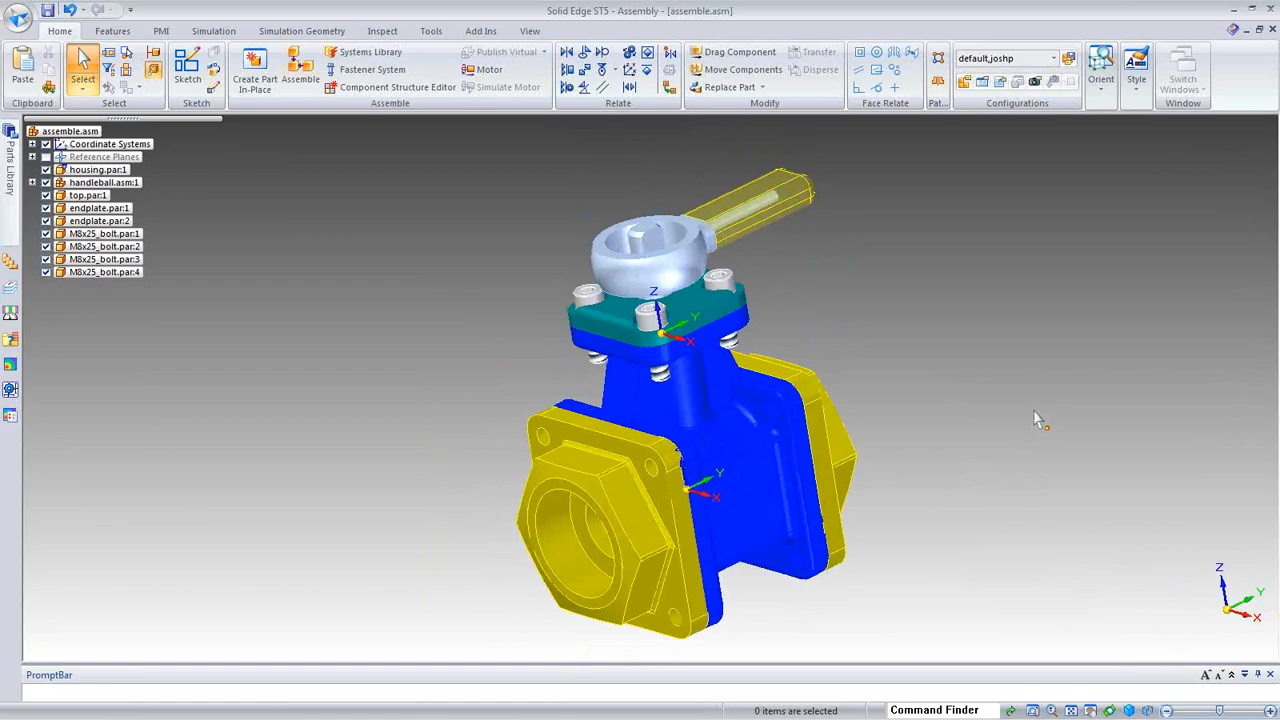 Solid Edge ST5 - Assembly - [assemble.asm]
Home Features PMI Simulation Simulation Geometry Inspect Tools Add Ins View
Paste
Clipboard
Select
Select
Sketch
Sketch
Create Part In-Place
Assemble
Systems Library
Fastener System
Component Structure Editor
Publish Virtual
Motor
Simulate Motor
Assemble
Relate
Drag Component
Move Components
Replace Part
Transfer
Disperse
Modify
Face Relate
Pat...
default,joshp
Configurations
Orient
Style
Switch Windows
Window
Parts Library
assemble.asm
Coordinate Systems
Reference Planes
housing.par:1
handleball.asm:1
top.par:1
endplate.par:1
endplate.par:2
M8x25_bolt.par:1
M8x25_bolt.par:2
M8x25_bolt.par:3
M8x25_bolt.par:4
Z
Y
X
Y
X
Z
Y
X
PromptBar
0 items are selected
Command Finder